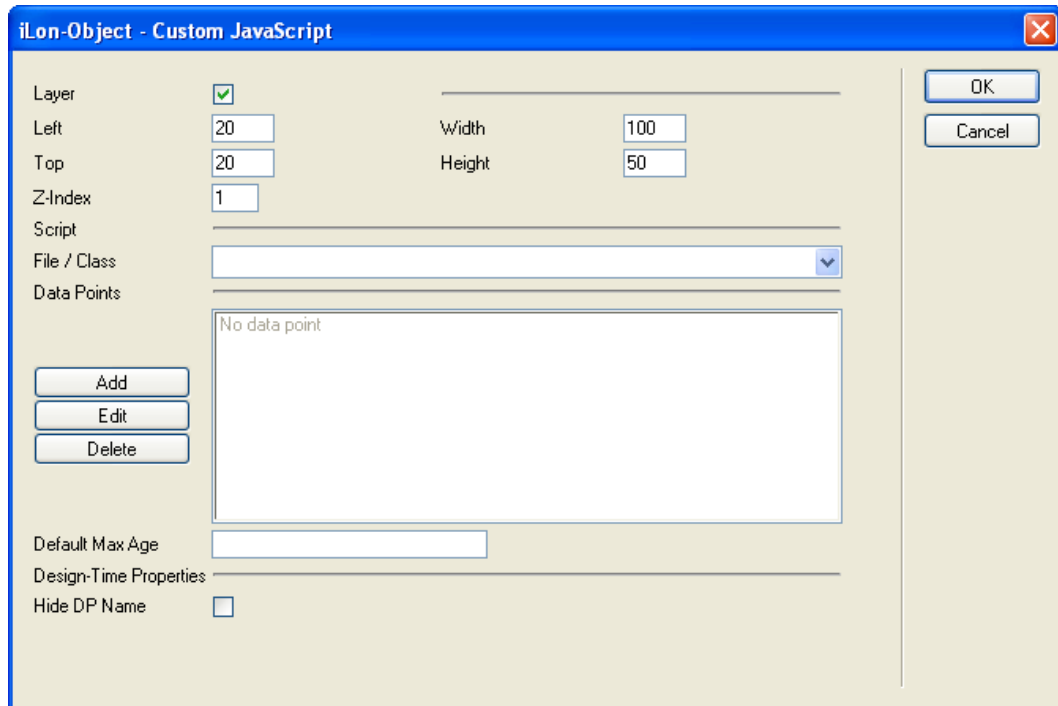 iLon-Object - Custom JavaScript
Layer
OK
Left 20 Width 100
Cancel
Top 20 Height 50
Z-Index 1
Script
File / Class
Data Points
No data point
Add
Edit
Delete
Default Max Age
Design-Time Properties
Hide DP Name